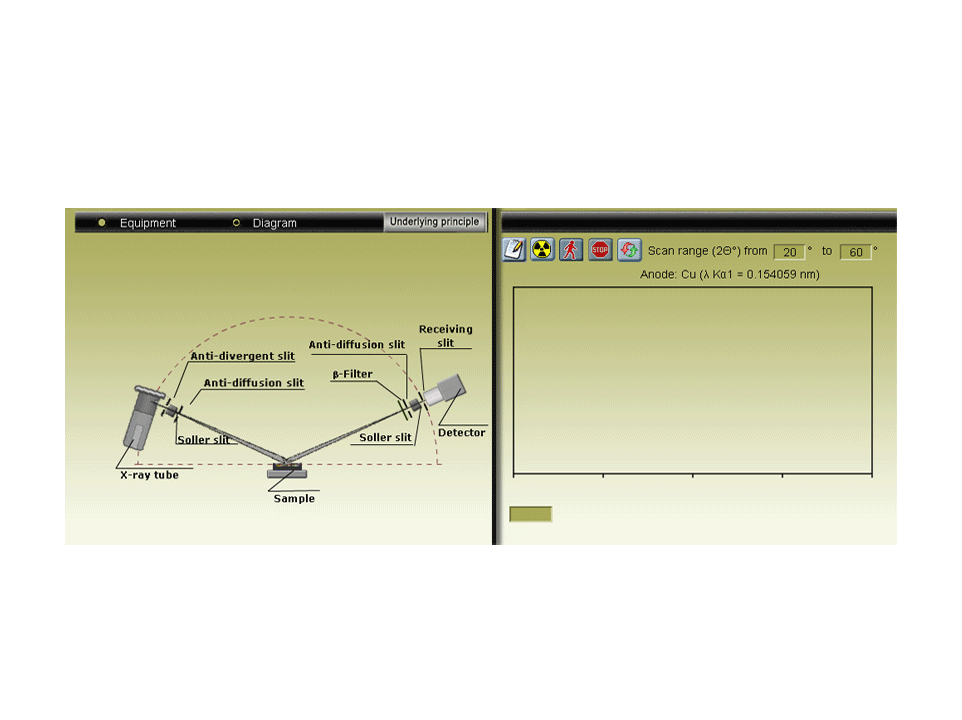 Equipment
Diagram
Underlying principle
STOP
Scan range (2Θ°) from 20 ° to 60 °
Anode: Cu (λ Kα1 = 0.154059 nm)
Receiving
slit
Anti-diffusion slit
Anti-divergent slit
β-Filter
Anti-diffusion slit
Soller slit
Soller slit
Detector
X-ray tube
Sample